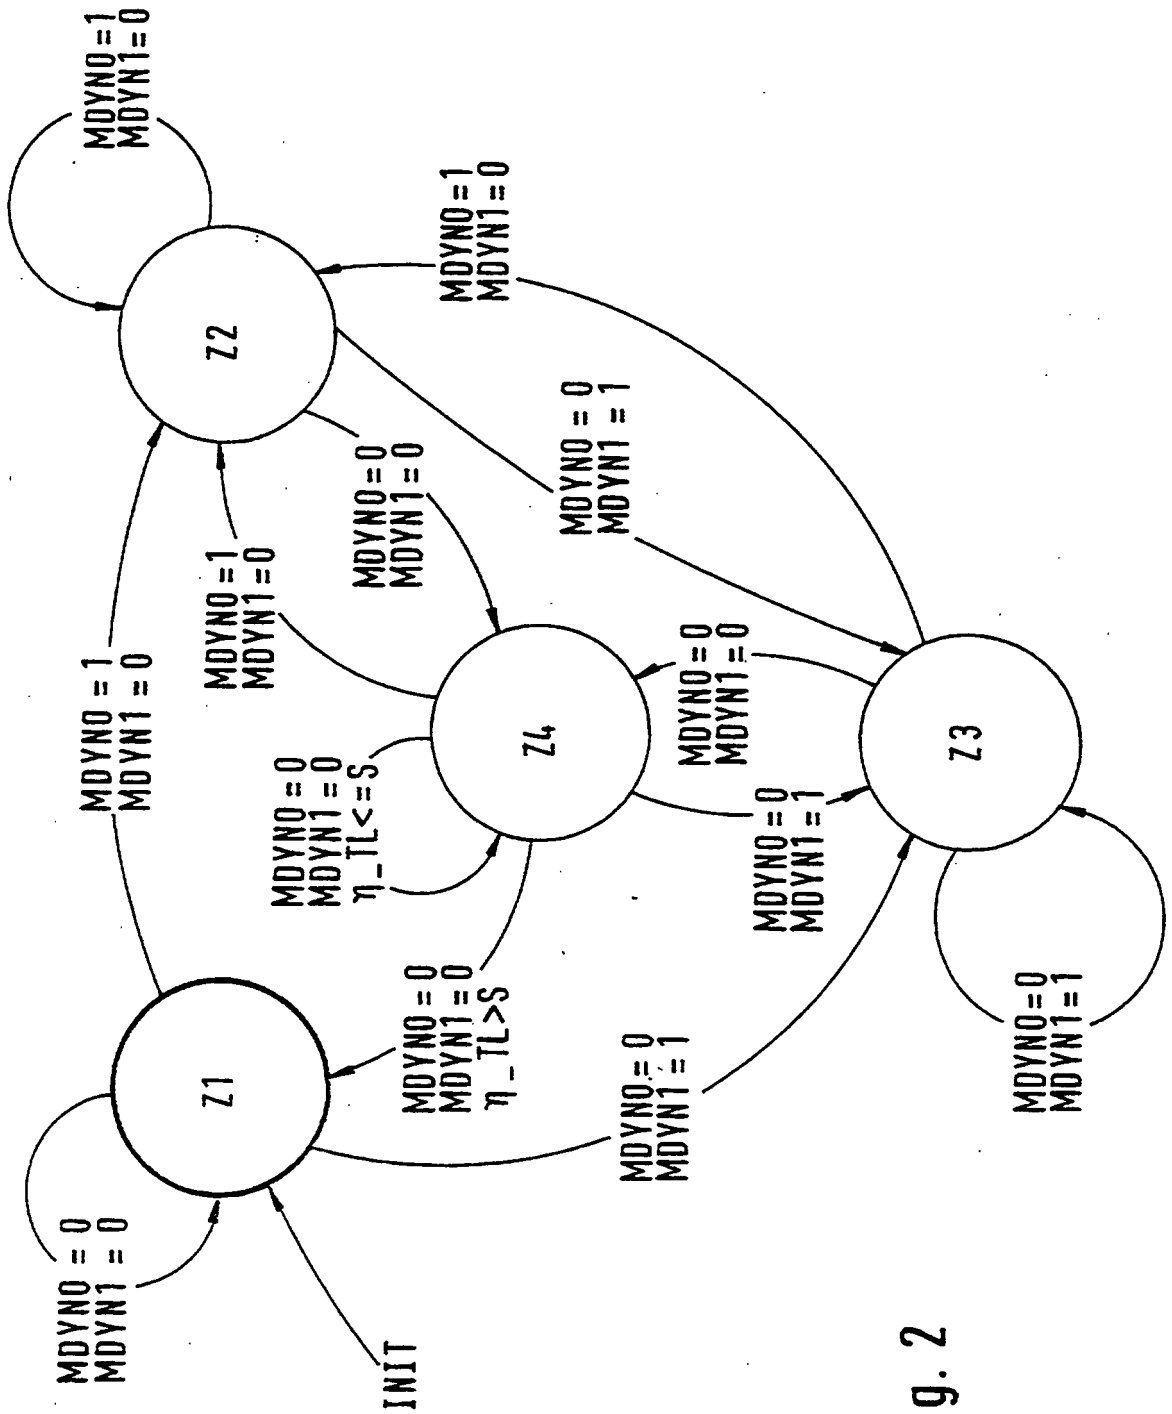 MDYN0 = 0
MDYN1 = 0
MDYN0 = 1
MDYN1 = 0
MDYN0=1
MDYN1=0
Z1
MDYN0=1
MDYN1=0
Z2
MDYN0 = 0
MDYN1 = 0
η_TL<=S
MDYN0=0
MDYN1=0
INIT
MDYN0 = 0
MDYN1 = 0
η_TL>S
MDYN0=1
MDYN1=0
Z4
MDYN0 = 0
MDYN1 = 1
MDYN0=0
MDYN1=1
MDYN0=0
MDYN1=0
MDYN0=0
MDYN1=1
g. 2
Z3
MDYN0=0
MDYN1=1